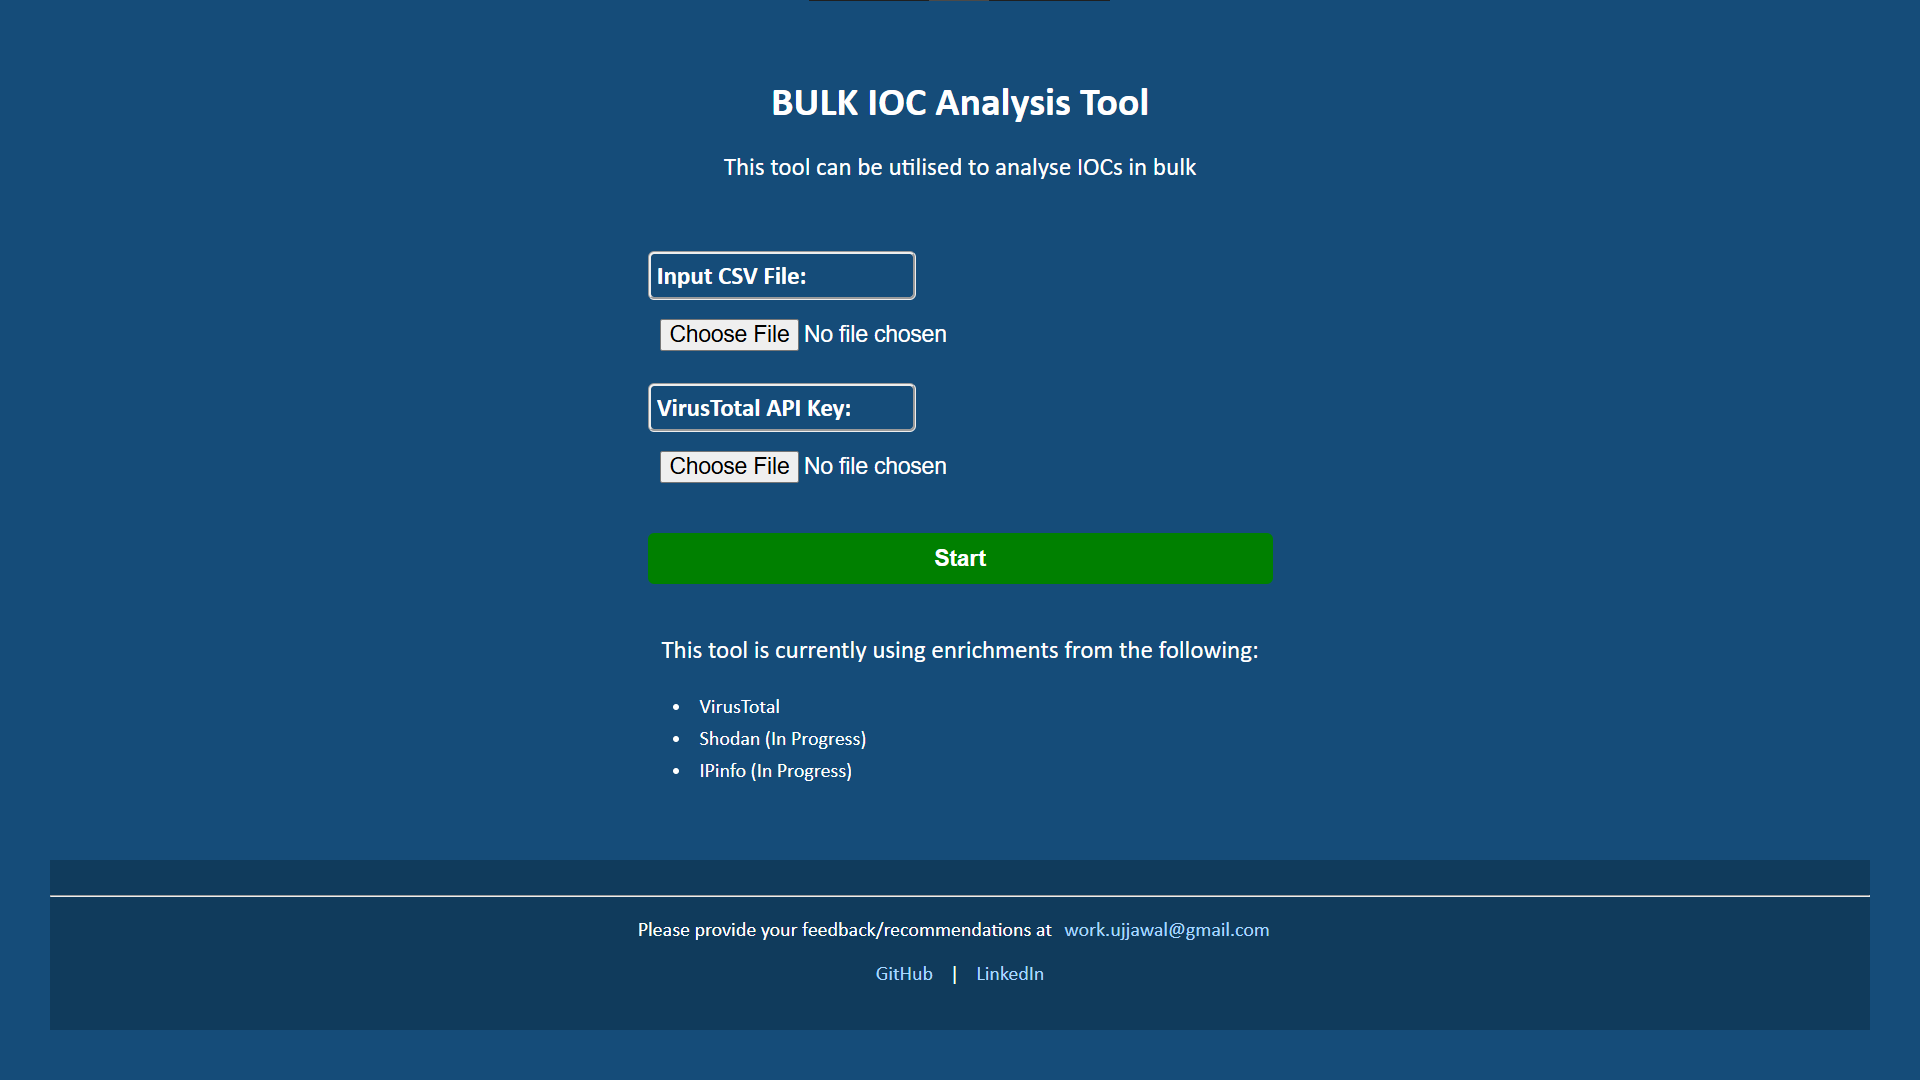 BULK IOC Analysis Tool
This tool can be utilised to analyse IOCs in bulk
Input CSV File:
Choose File No file chosen
VirusTotal API Key:
Choose File No file chosen
Start
This tool is currently using enrichments from the following:
• VirusTotal
• Shodan (In Progress)
• IPinfo (In Progress)
Please provide your feedback/recommendations at work.ujjawal@gmail.com
GitHub | LinkedIn